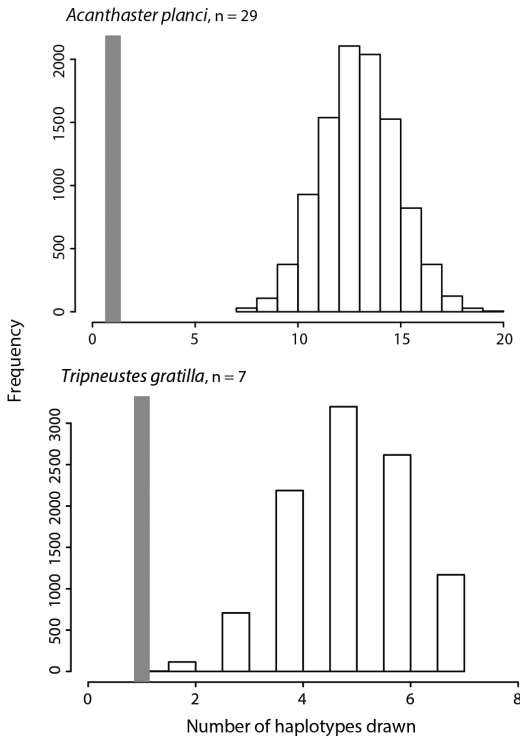 Acanthaster planci, n = 29
2000
1500
1000
500
0
0 5 10 15 20
Frequency
Tripneustes gratilla, n = 7
3000
2500
2000
1500
1000
500
0
0 2 4 6 8
Number of haplotypes drawn